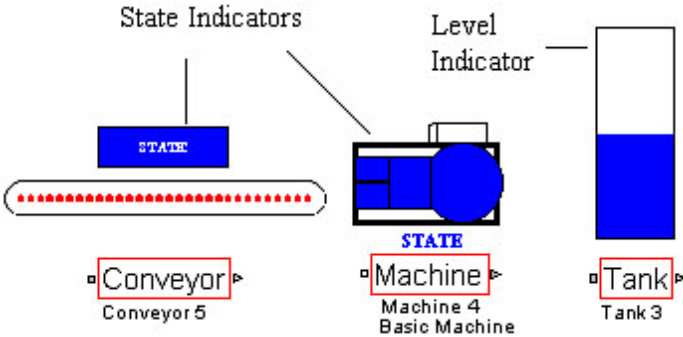 State Indicators
Level
Indicator
STATE
STATE
Conveyor
Machine
Tank
Conveyor 5
Machine 4
Tank 3
Basic Machine